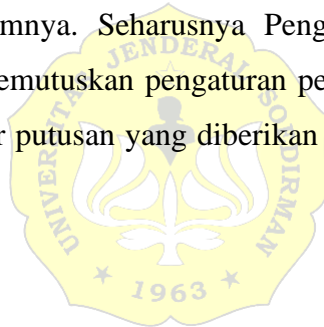 mnya. Seharusnya Peng
emutuskan pengaturan pe
r putusan yang diberikan
UNIVERSITAS JENDERAL SOEDIRMAN
1963